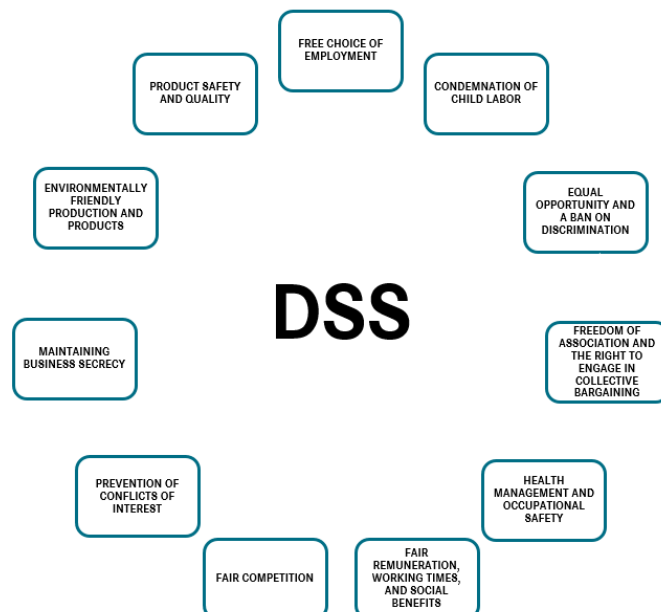 FREE CHOICE OF
EMPLOYMENT
PRODUCT SAFETY
AND QUALITY
CONDEMNATION OF
CHILD LABOR
ENVIRONMENTALLY
FRIENDLY
PRODUCTION AND
PRODUCTS
EQUAL
OPPORTUNITY AND
A BAN ON
DISCRIMINATION
DSS
MAINTAINING
BUSINESS SECRECY
FREEDOM OF
ASSOCIATION AND
THE RIGHT TO
ENGAGE IN
COLLECTIVE
BARGAINING
PREVENTION OF
CONFLICTS OF
INTEREST
HEALTH
MANAGEMENT AND
OCCUPATIONAL
SAFETY
FAIR COMPETITION
FAIR
REMUNERATION,
WORKING TIMES,
AND SOCIAL
BENEFITS